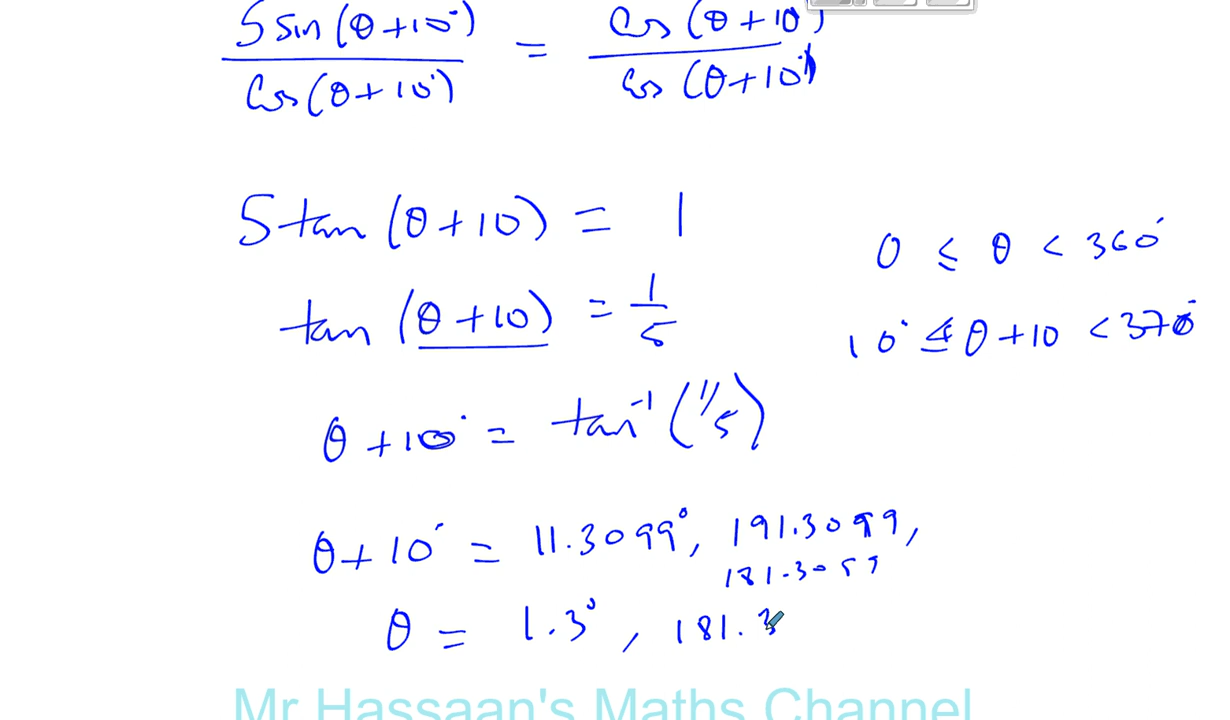 5 sin (θ + 10°) / cos (θ + 10°) = cos (θ + 10) / cos (θ + 10°)
5 tan (θ + 10) = 1
0 ≤ θ < 360°
tan (θ + 10) = 1/5
10° ≤ θ + 10 < 370°
θ + 10° = tan⁻¹ (1/5)
θ + 10° = 11.3099°, 191.3099,
181.3099
θ = 1.3°, 181.3
Mr Hassaan's Maths Channel